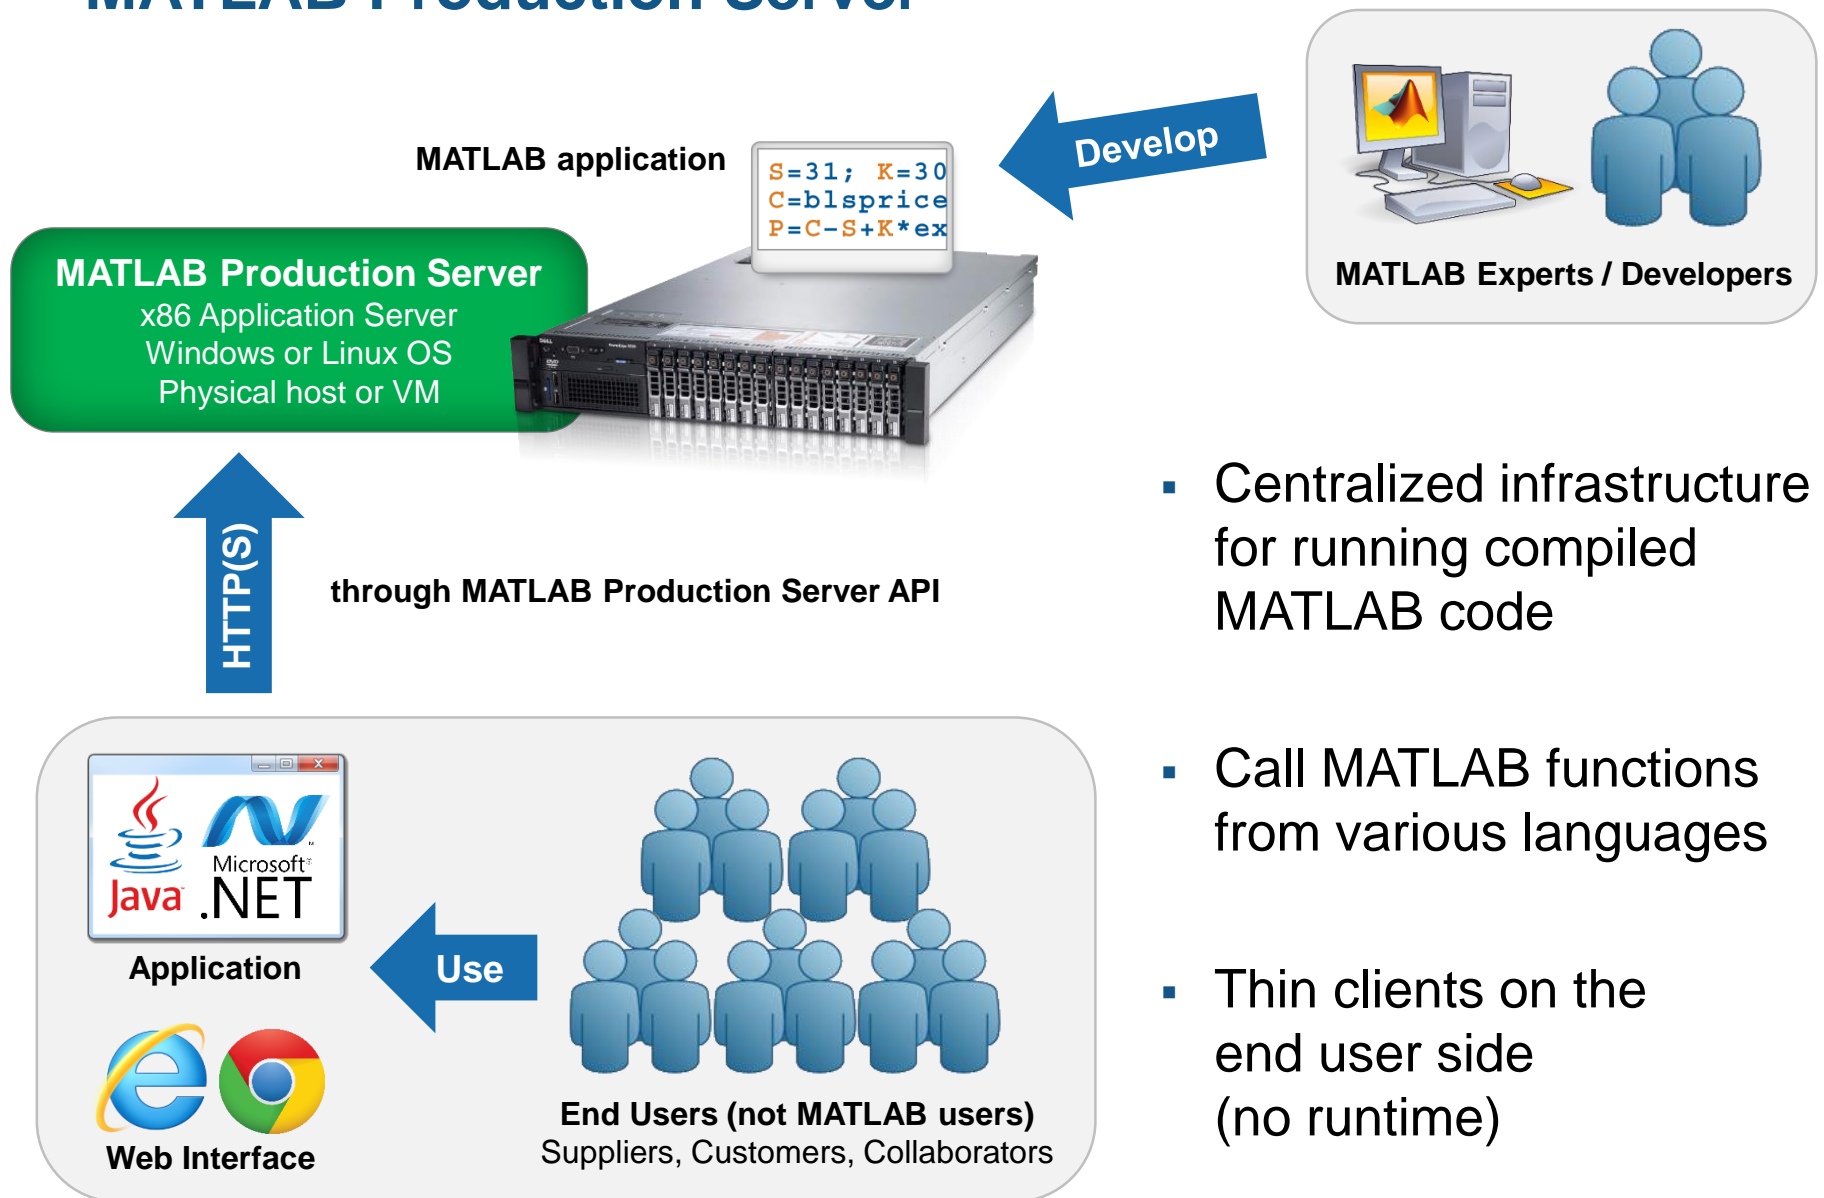 MATLAB Production Server
MATLAB application
S=31; K=30
C=blsprice
P=C-S+K*ex
Develop
MATLAB Experts / Developers
MATLAB Production Server
x86 Application Server
Windows or Linux OS
Physical host or VM
HTTP(S)
through MATLAB Production Server API
Java
Microsoft
.NET
Application
Web Interface
Use
End Users (not MATLAB users)
Suppliers, Customers, Collaborators
▪ Centralized infrastructure
for running compiled
MATLAB code
▪ Call MATLAB functions
from various languages
▪ Thin clients on the
end user side
(no runtime)